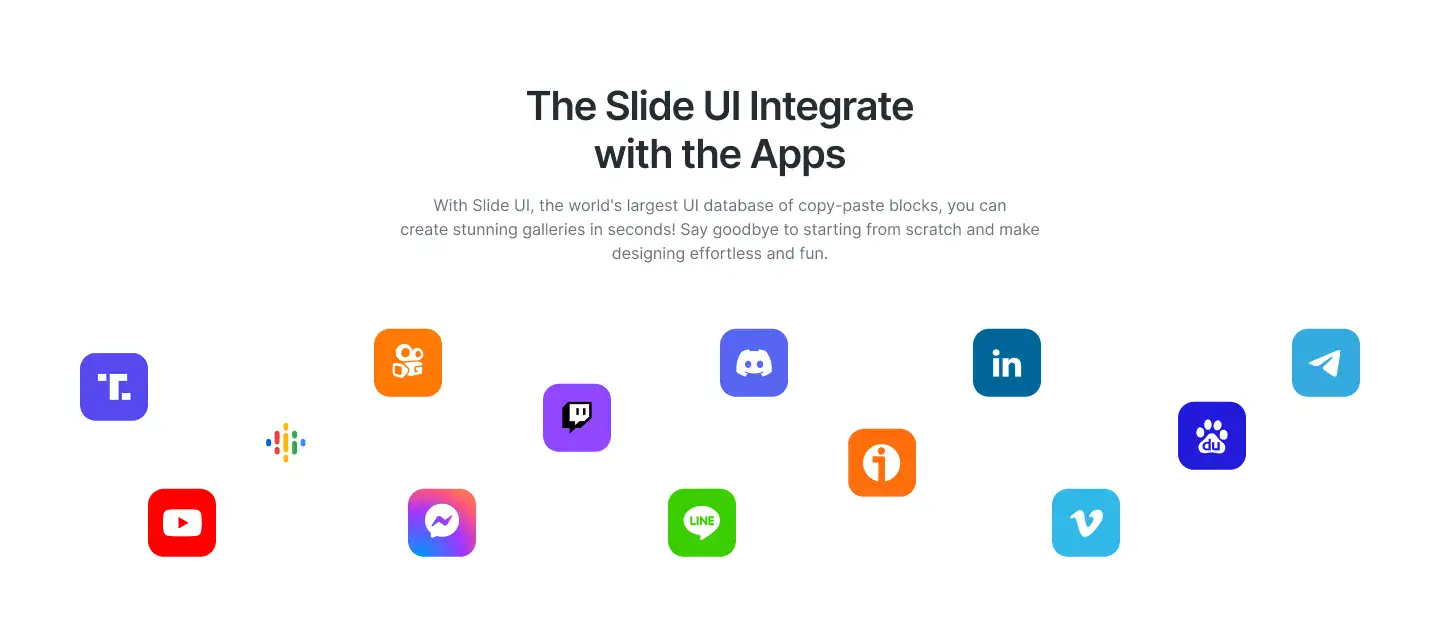 The Slide UI Integrate
with the Apps
With Slide UI, the world's largest UI database of copy-paste blocks, you can
create stunning galleries in seconds! Say goodbye to starting from scratch and make
designing effortless and fun.
T.
in
i
du
LINE